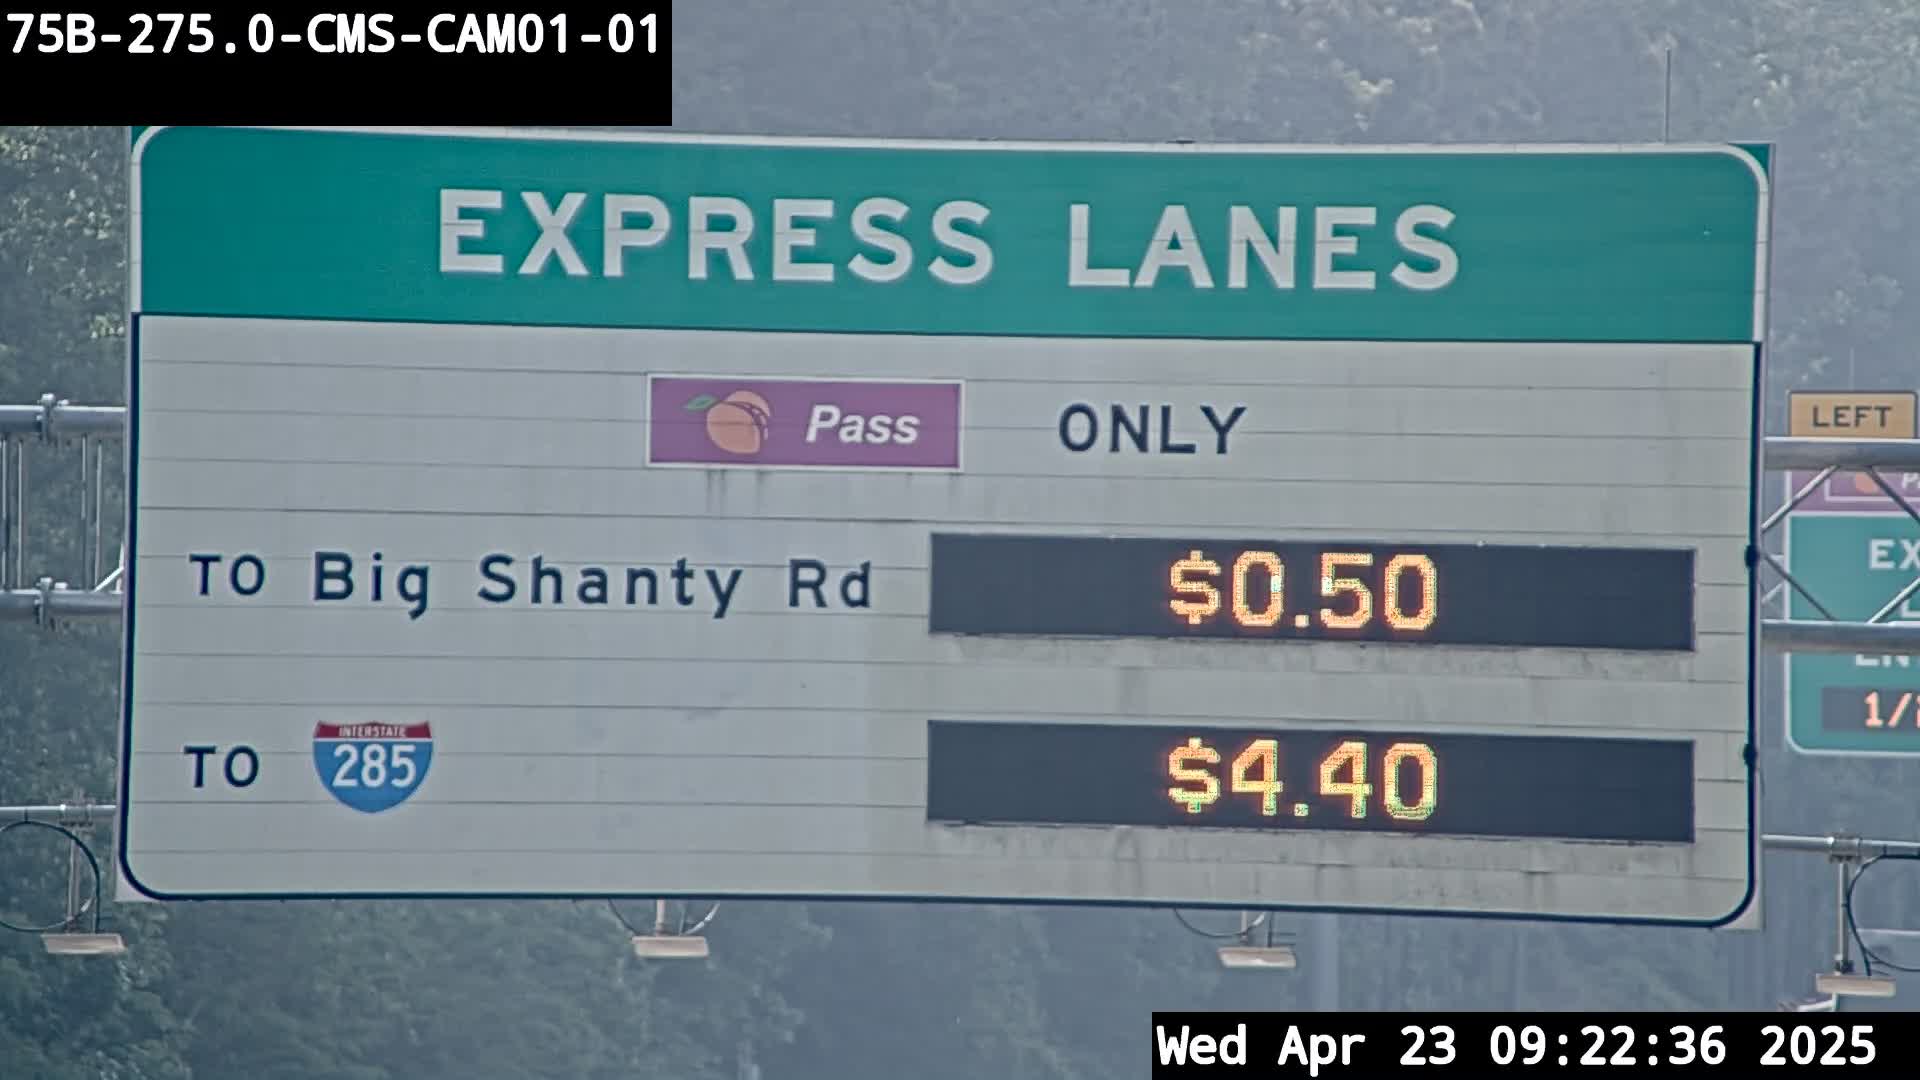 75B-275.0-CMS-CAM01-01
EXPRESS LANES
Pass ONLY
TO Big Shanty Rd $0.50
TO INTERSTATE 285 $4.40
LEFT
Wed Apr 23 09:22:36 2025